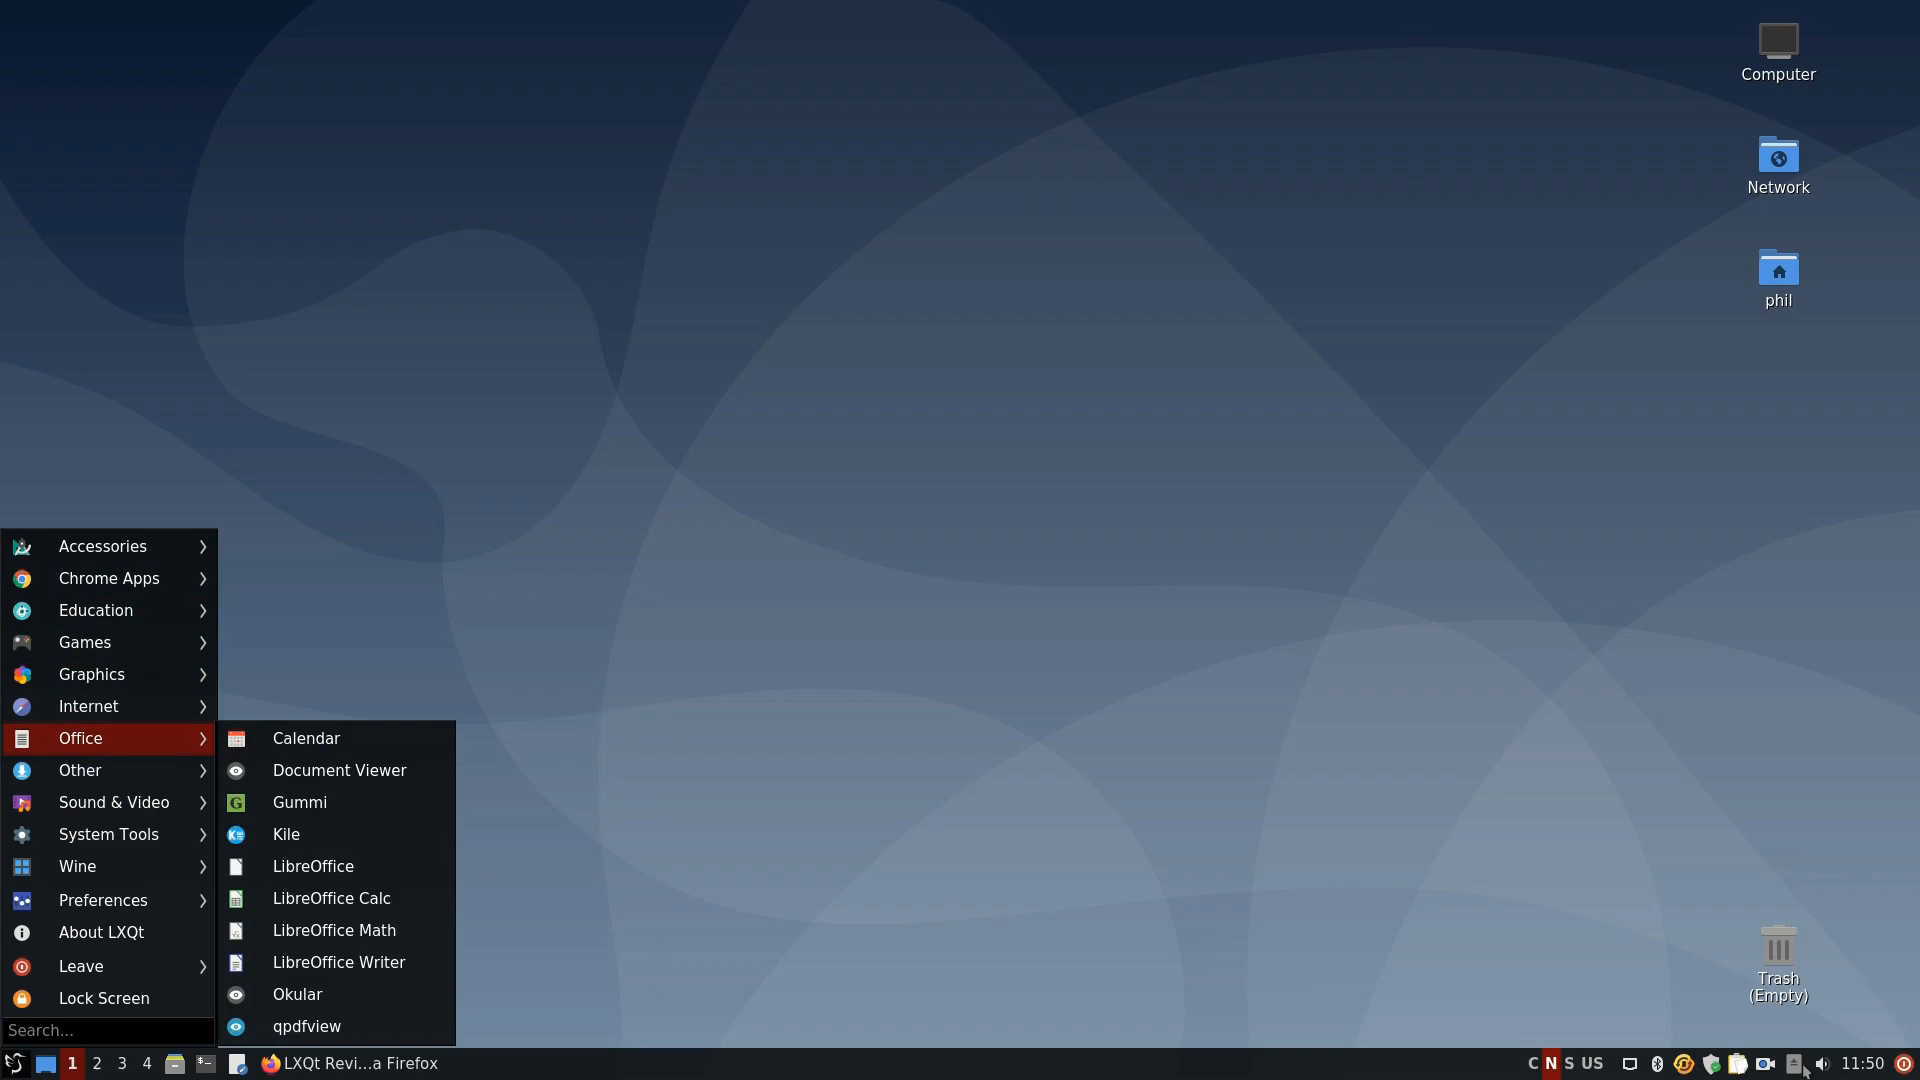 Computer
Network
phil
Accessories
Chrome Apps
Education
Games
Graphics
Internet
Office
Other
Sound & Video
System Tools
Wine
Preferences
About LXQt
Leave
Lock Screen
Search...
Calendar
Document Viewer
Gummi
Kile
LibreOffice
LibreOffice Calc
LibreOffice Math
LibreOffice Writer
Okular
qpdfview
Trash
(Empty)
1 2 3 4 LXQt Revi...a Firefox C N S US 11:50